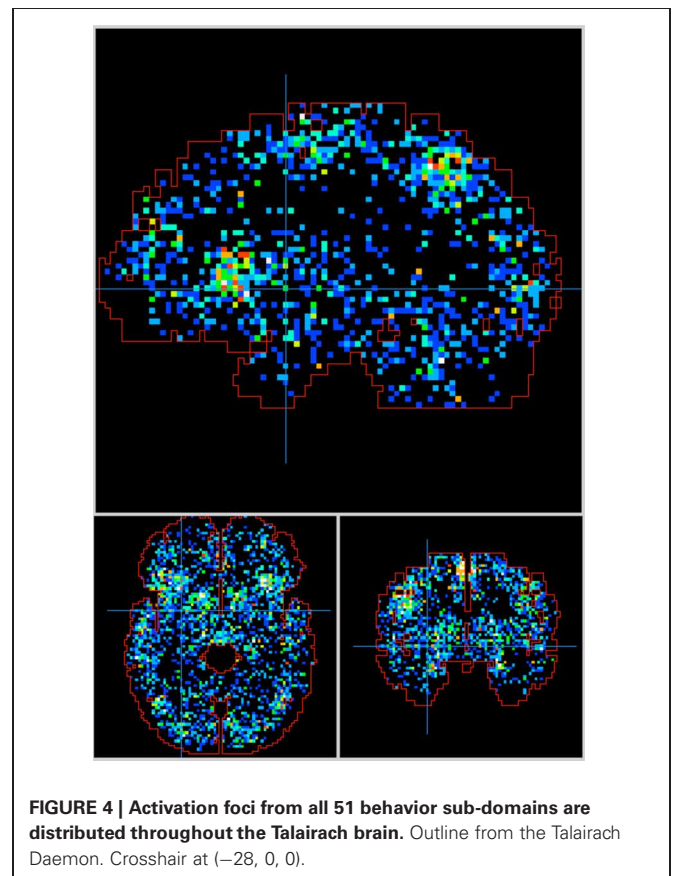 FIGURE 4 | Activation foci from all 51 behavior sub-domains are
distributed throughout the Talairach brain. Outline from the Talairach
Daemon. Crosshair at (−28, 0, 0).